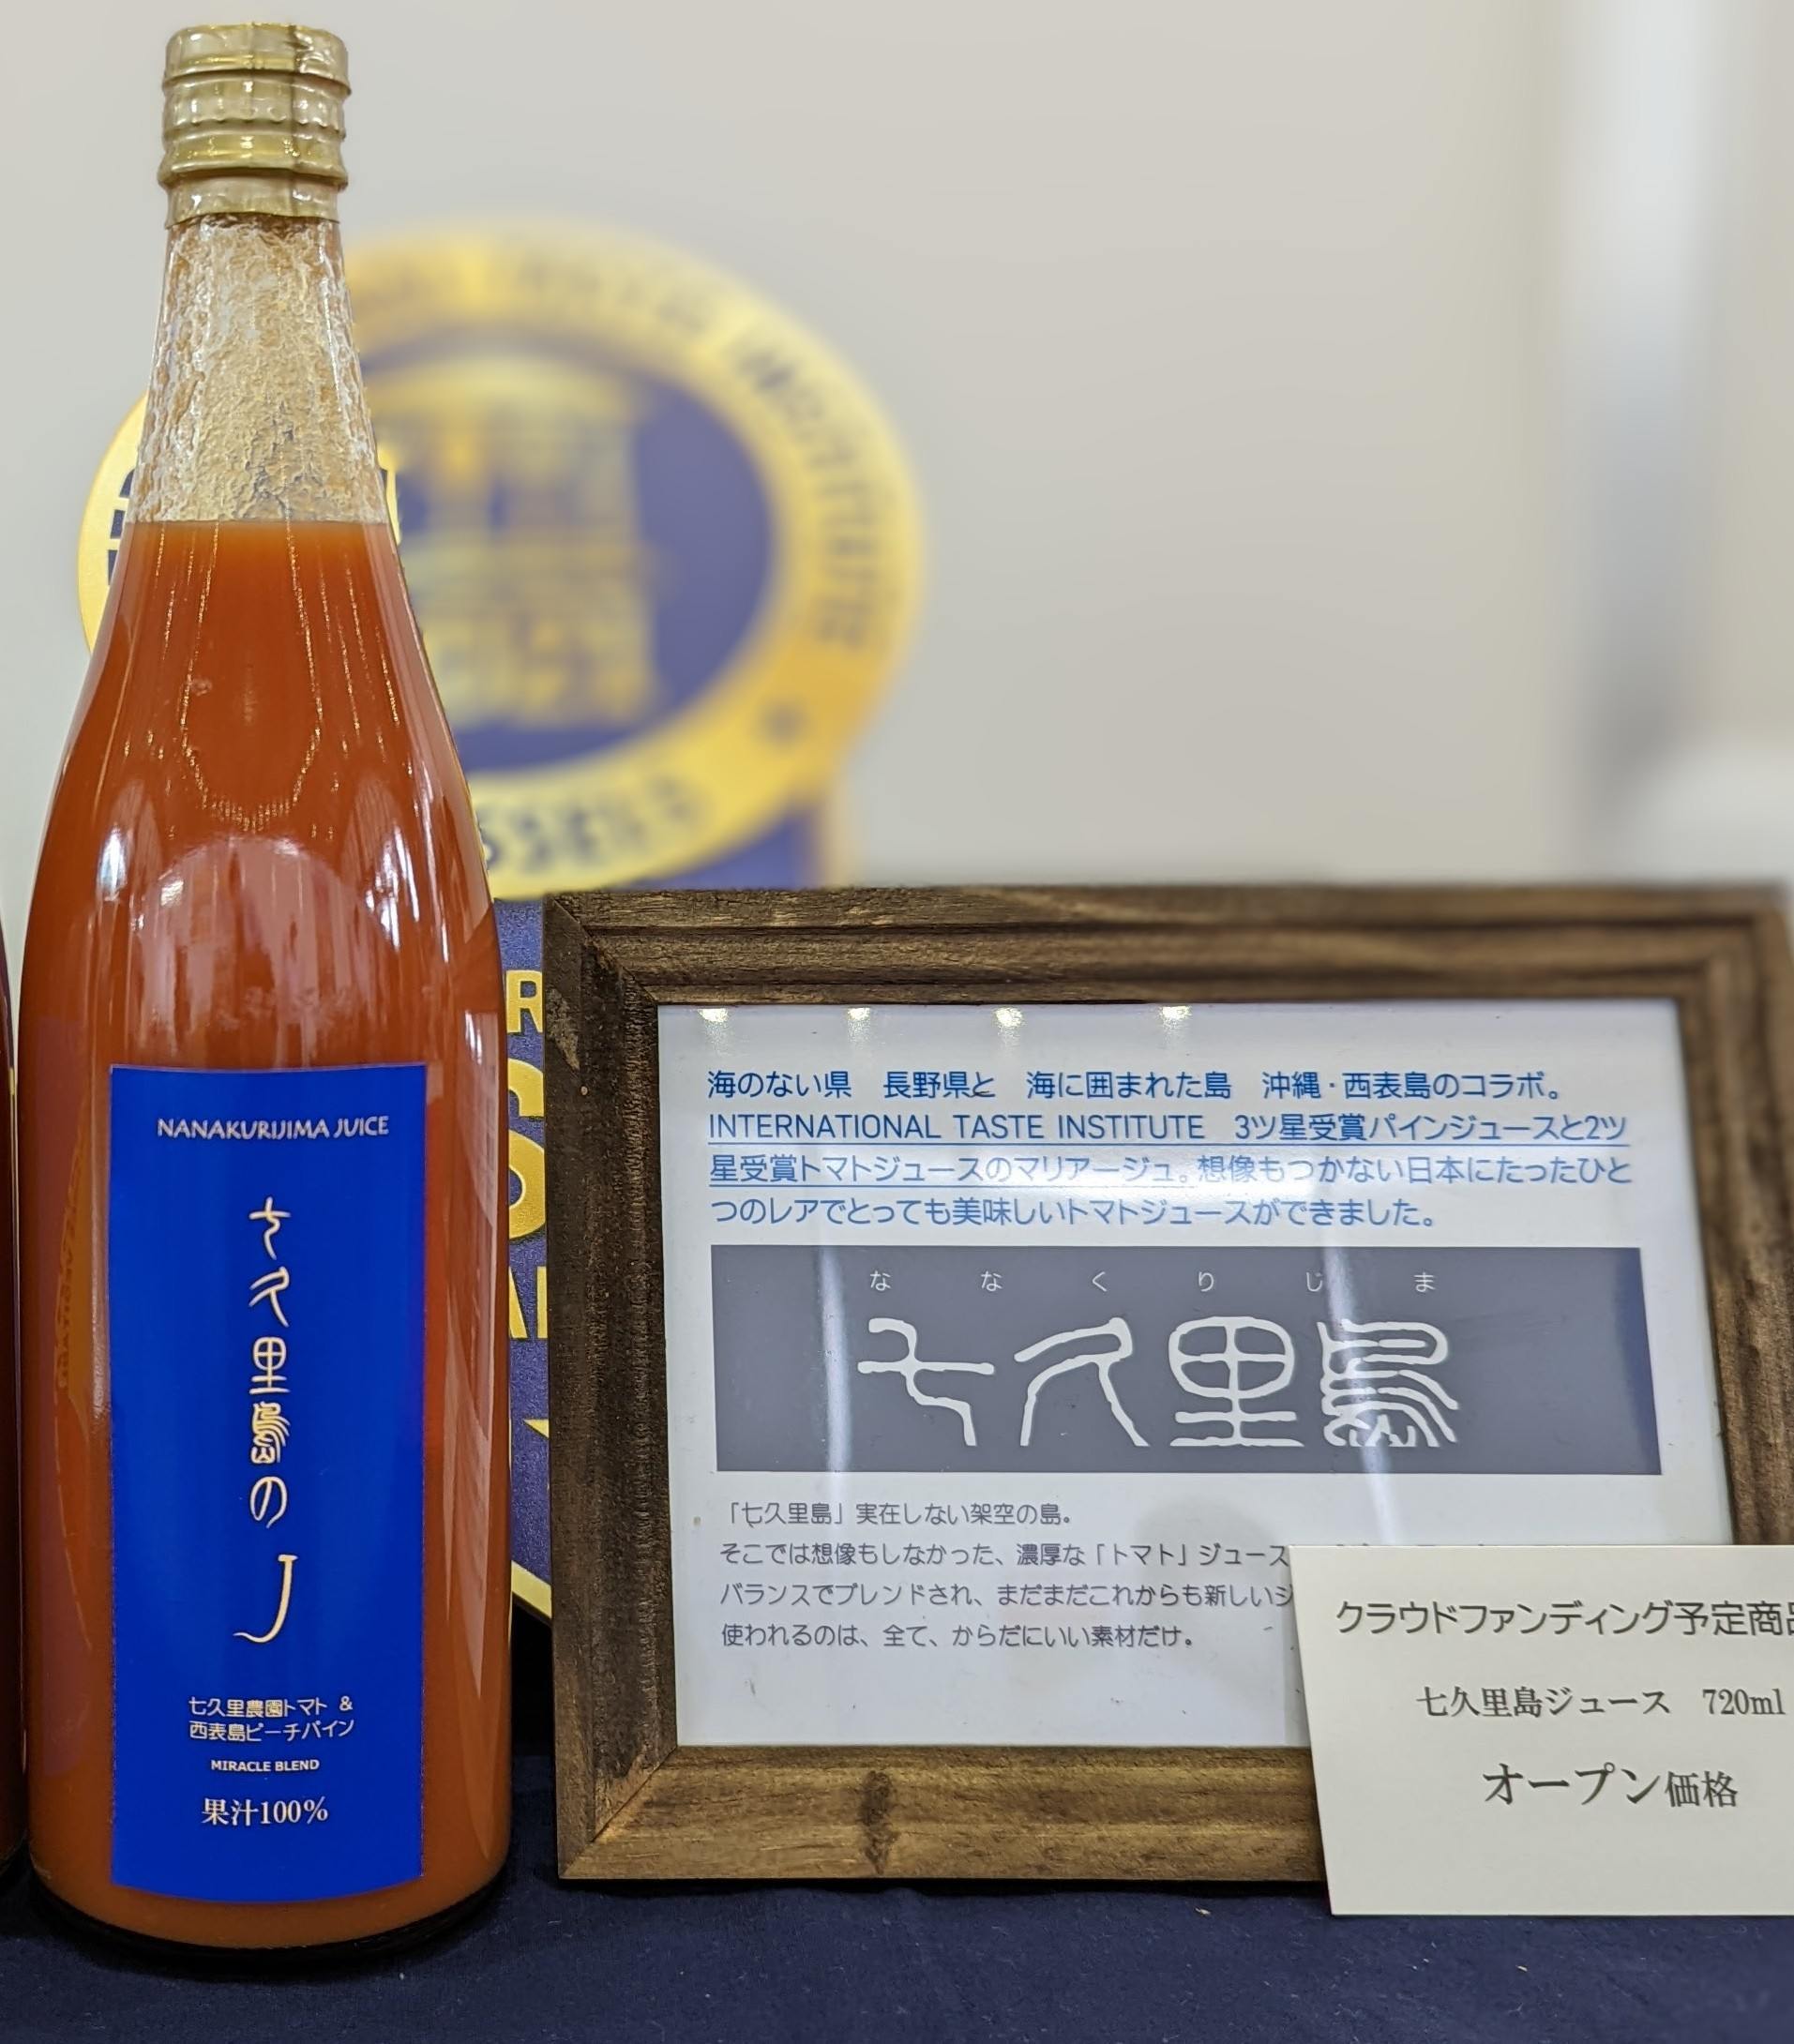 NANAKURIJIMA JUICE
七久里島のJ
七久里農園トマト &
西表島ピーチパイン
MIRACLE BLEND
果汁100%
海のない県 長野県と 海に囲まれた島 沖縄・西表島のコラボ。
INTERNATIONAL TASTE INSTITUTE 3ツ星受賞パインジュースと2ツ
星受賞トマトジュースのマリアージュ。想像もつかない日本にたったひと
つのレアでとっても美味しいトマトジュースができました。
ななくりじま
七久里島
「七久里島」実在しない架空の島。
そこでは想像もしなかった、濃厚な「トマト」ジュース
バランスでブレンドされ、まだまだこれからも新しいジ
使われるのは、全て、からだにいい素材だけ。
クラウドファンディング予定商品
七久里島ジュース 720ml
オープン価格